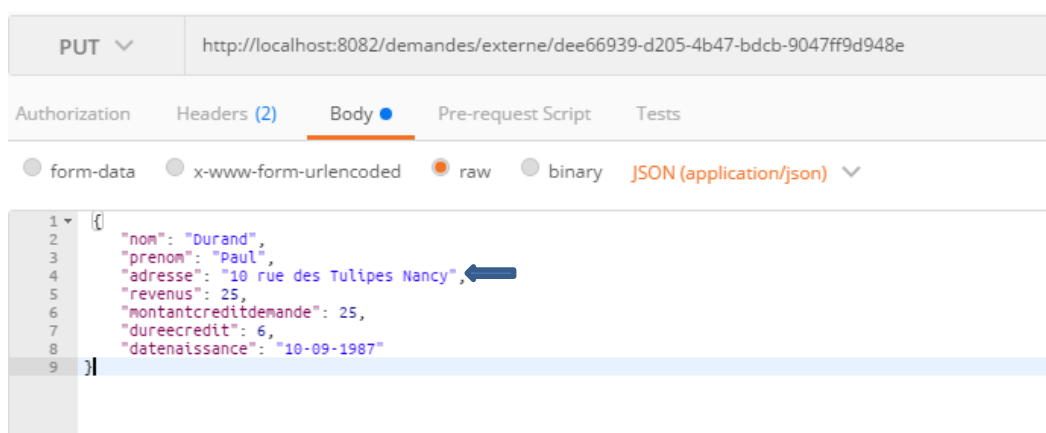 PUT http://localhost:8082/demandes/externe/dee66939-d205-4b47-bdcb-9047ff9d948e
Authorization Headers (2) Body Pre-request Script Tests
form-data x-www-form-urlencoded raw binary JSON (application/json)
1 {
2 "nom": "Durand",
3 "prenom": "Paul",
4 "adresse": "10 rue des Tulipes Nancy",
5 "revenus": 25,
6 "montantcreditdemande": 25,
7 "dureecredit": 6,
8 "datenaissance": "10-09-1987"
9 }